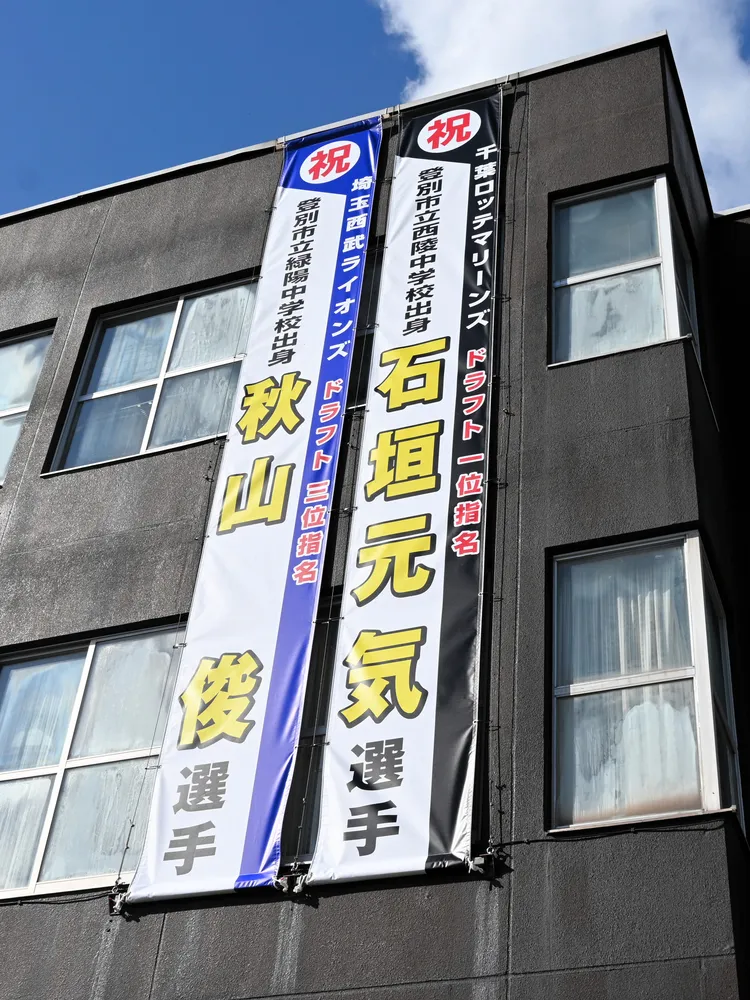 祝
千葉ロッテマリーンズ ドラフト一位指名
登別市立西陵中学校出身
石垣元気選手
祝
埼玉西武ライオンズ ドラフト三位指名
登別市立緑陽中学校出身
秋山 俊選手